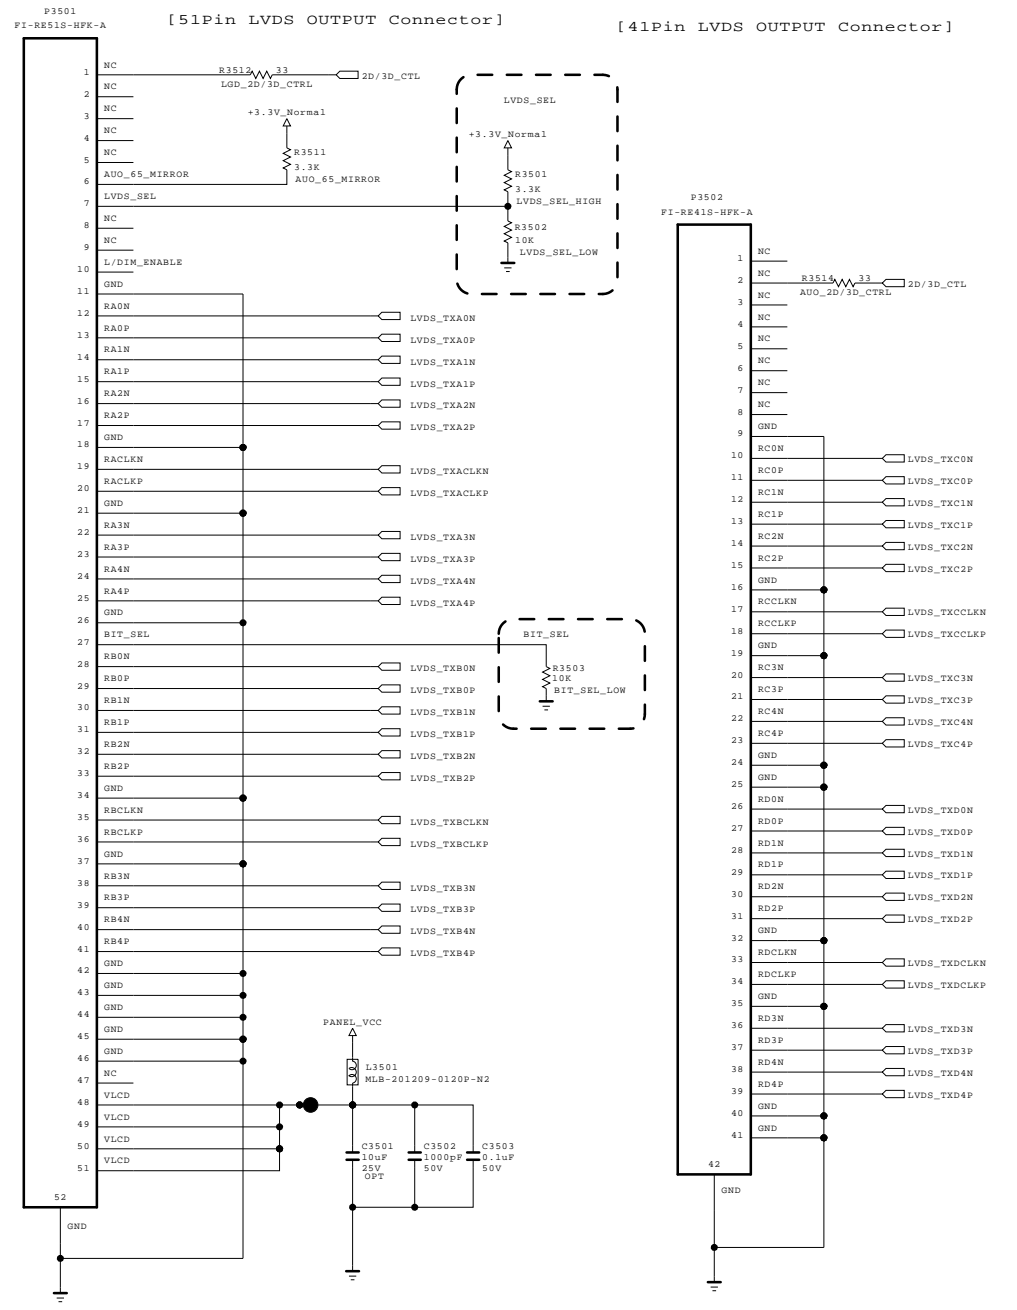 [51Pin LVDS OUTPUT Connector]
P3501
FI-RE51S-HFK-A
1 NC
R3512 33
LGD_2D/3D_CTRL
2D/3D_CTL
2 NC
3 NC
4 NC
5 NC
6 AUO_65_MIRROR
+3.3V_Normal
R3511
3.3K
AUO_65_MIRROR
7 LVDS_SEL
LVDS_SEL
+3.3V_Normal
R3501
3.3K
LVDS_SEL_HIGH
R3502
10K
LVDS_SEL_LOW
8 NC
9 NC
10 L/DIM_ENABLE
11 GND
12 RA0N LVDS_TXA0N
13 RA0P LVDS_TXA0P
14 RA1N LVDS_TXA1N
15 RA1P LVDS_TXA1P
16 RA2N LVDS_TXA2N
17 RA2P LVDS_TXA2P
18 GND
19 RACLKN LVDS_TXACLKN
20 RACLKP LVDS_TXACLKP
21 GND
22 RA3N LVDS_TXA3N
23 RA3P LVDS_TXA3P
24 RA4N LVDS_TXA4N
25 RA4P LVDS_TXA4P
26 GND
27 BIT_SEL
BIT_SEL
R3503
10K
BIT_SEL_LOW
28 RB0N LVDS_TXB0N
29 RB0P LVDS_TXB0P
30 RB1N LVDS_TXB1N
31 RB1P LVDS_TXB1P
32 RB2N LVDS_TXB2N
33 RB2P LVDS_TXB2P
34 GND
35 RBCLKN LVDS_TXBCLKN
36 RBCLKP LVDS_TXBCLKP
37 GND
38 RB3N LVDS_TXB3N
39 RB3P LVDS_TXB3P
40 RB4N LVDS_TXB4N
41 RB4P LVDS_TXB4P
42 GND
43 GND
44 GND
45 GND
46 GND
47 NC
48 VLCD
49 VLCD
50 VLCD
51 VLCD
52
GND
PANEL_VCC
L3501
MLB-201209-0120P-N2
C3501
10uF
25V
OPT
C3502
1000pF
50V
C3503
0.1uF
50V
[41Pin LVDS OUTPUT Connector]
P3502
FI-RE41S-HFK-A
1 NC
2 NC
R3514 33
AUO_2D/3D_CTRL
2D/3D_CTL
3 NC
4 NC
5 NC
6 NC
7 NC
8 NC
9 GND
10 RC0N LVDS_TXC0N
11 RC0P LVDS_TXC0P
12 RC1N LVDS_TXC1N
13 RC1P LVDS_TXC1P
14 RC2N LVDS_TXC2N
15 RC2P LVDS_TXC2P
16 GND
17 RCCLKN LVDS_TXCCLKN
18 RCCLKP LVDS_TXCCLKP
19 GND
20 RC3N LVDS_TXC3N
21 RC3P LVDS_TXC3P
22 RC4N LVDS_TXC4N
23 RC4P LVDS_TXC4P
24 GND
25 GND
26 RD0N LVDS_TXD0N
27 RD0P LVDS_TXD0P
28 RD1N LVDS_TXD1N
29 RD1P LVDS_TXD1P
30 RD2N LVDS_TXD2N
31 RD2P LVDS_TXD2P
32 GND
33 RDCLKN LVDS_TXDCLKN
34 RDCLKP LVDS_TXDCLKP
35 GND
36 RD3N LVDS_TXD3N
37 RD3P LVDS_TXD3P
38 RD4N LVDS_TXD4N
39 RD4P LVDS_TXD4P
40 GND
41 GND
42
GND